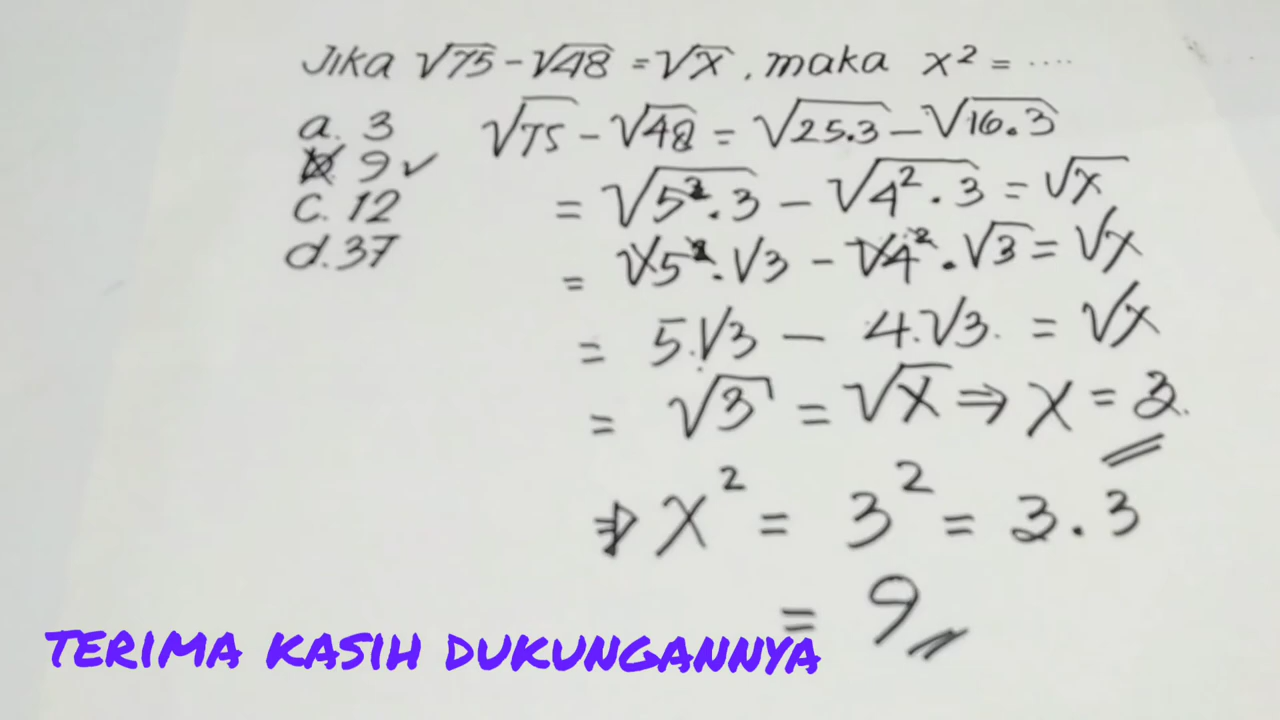 Jika √75 - √48 = √x, maka x² = ....
a. 3
b. 9 ✓
c. 12
d. 37
√75 - √48 = √25.3 - √16.3
= √5².3 - √4².3 = √x
= √5².√3 - √4².√3 = √x
= 5.√3 - 4.√3 = √x
= √3 = √x ⇒ x = 3
⇒ x² = 3² = 3.3
= 9
TERIMA KASIH DUKUNGANNYA